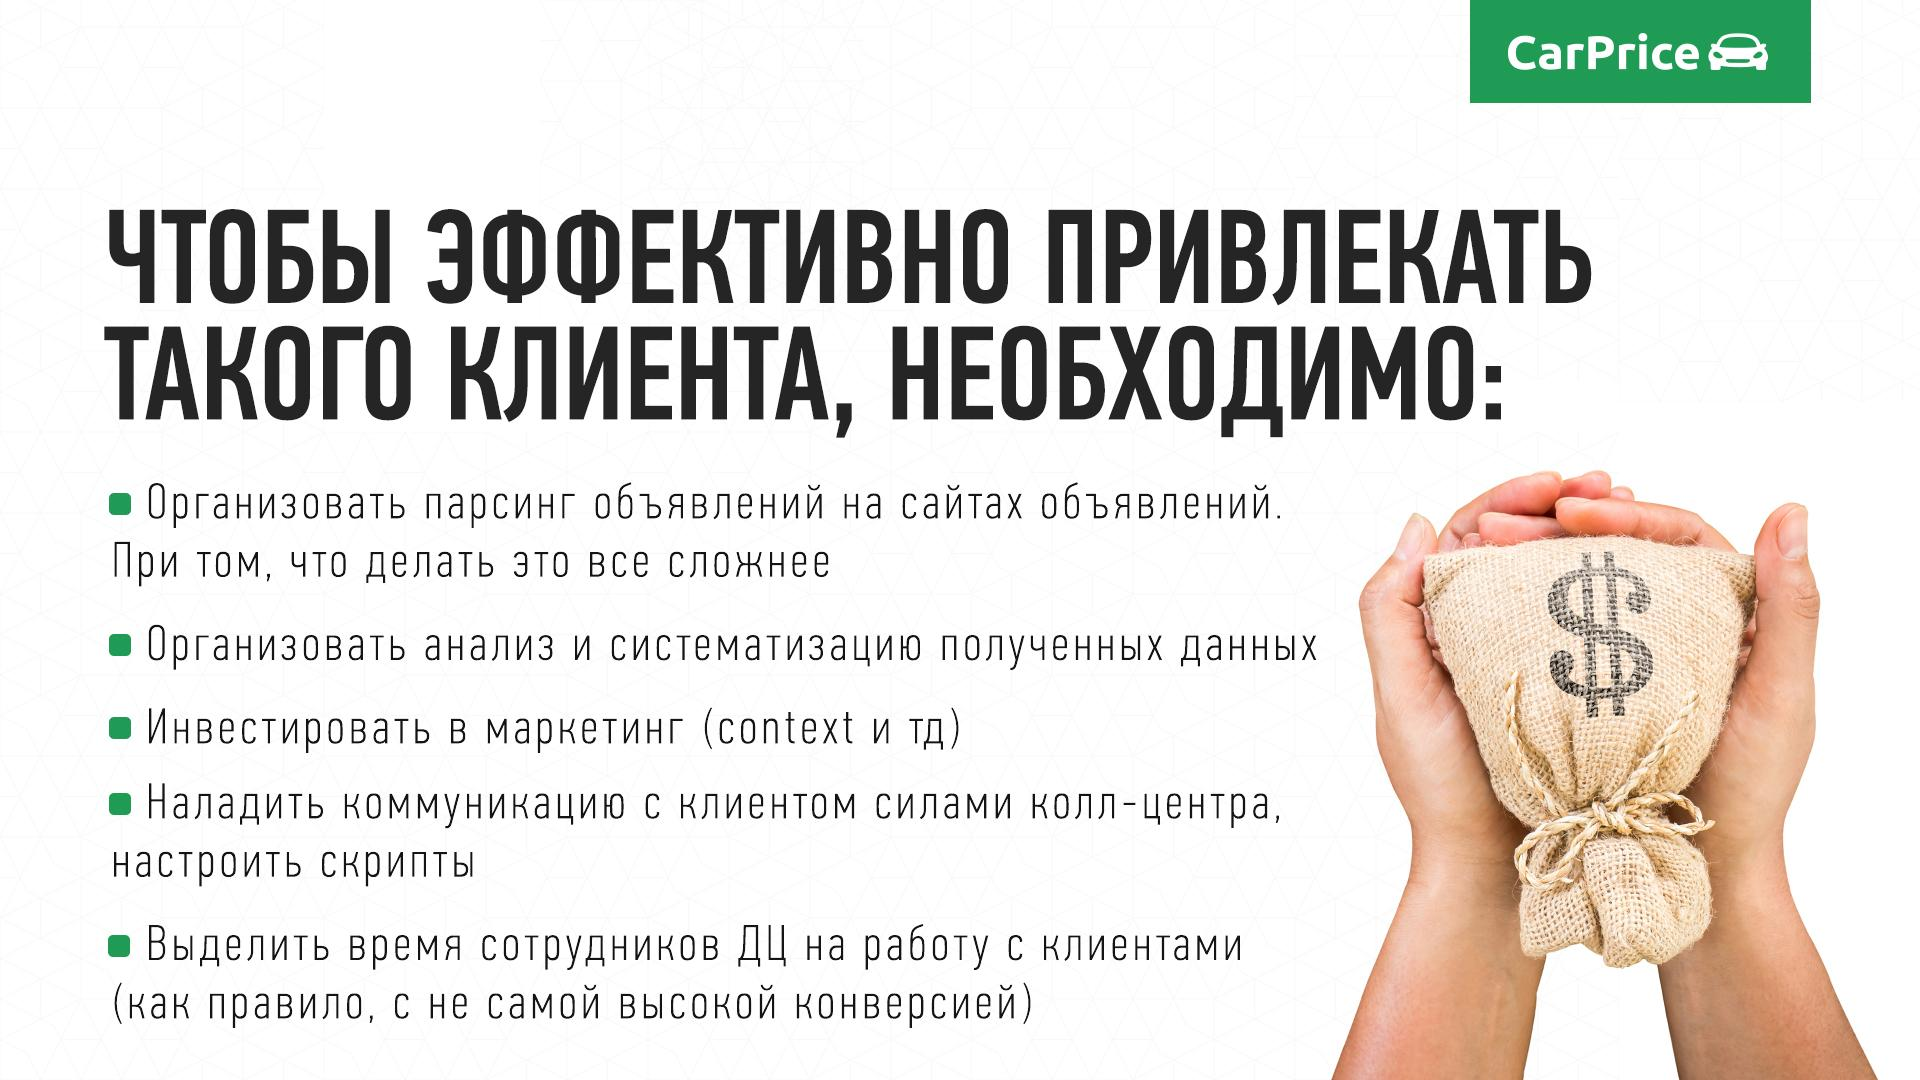 CarPrice
ЧТОБЫ ЭФФЕКТИВНО ПРИВЛЕКАТЬ
ТАКОГО КЛИЕНТА, НЕОБХОДИМО:
Организовать парсинг объявлений на сайтах объявлений.
При том, что делать это все сложнее
Организовать анализ и систематизацию полученных данных
Инвестировать в маркетинг (context и тд)
Наладить коммуникацию с клиентом силами колл-центра,
настроить скрипты
Выделить время сотрудников ДЦ на работу с клиентами
(как правило, с не самой высокой конверсией)
$